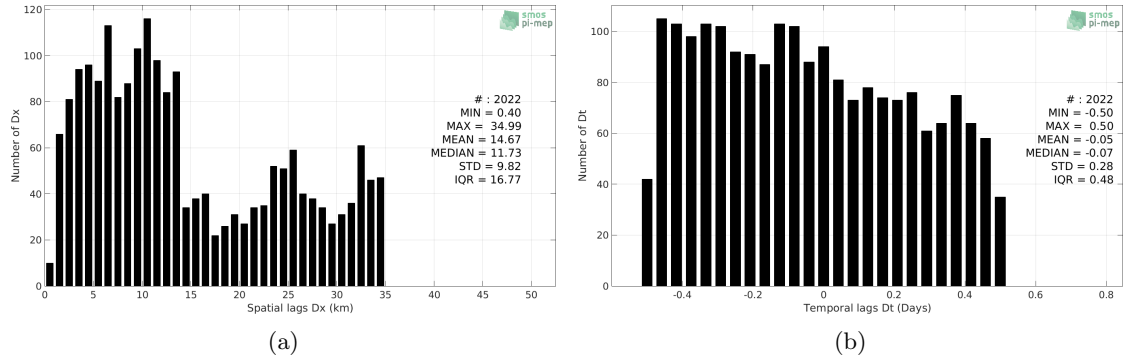 120
100
80
60
40
20
0
Number of Dx
0 5 10 15 20 25 30 35 40 45 50
Spatial lags Dx (km)
smos
pi-mep
# : 2022
MIN = 0.40
MAX = 34.99
MEAN = 14.67
MEDIAN = 11.73
STD = 9.82
IQR = 16.77
(a)
100
80
60
40
20
0
Number of Dt
-0.4 -0.2 0 0.2 0.4 0.6 0.8
Temporal lags Dt (Days)
smos
pi-mep
# : 2022
MIN = -0.50
MAX = 0.50
MEAN = -0.05
MEDIAN = -0.07
STD = 0.28
IQR = 0.48
(b)